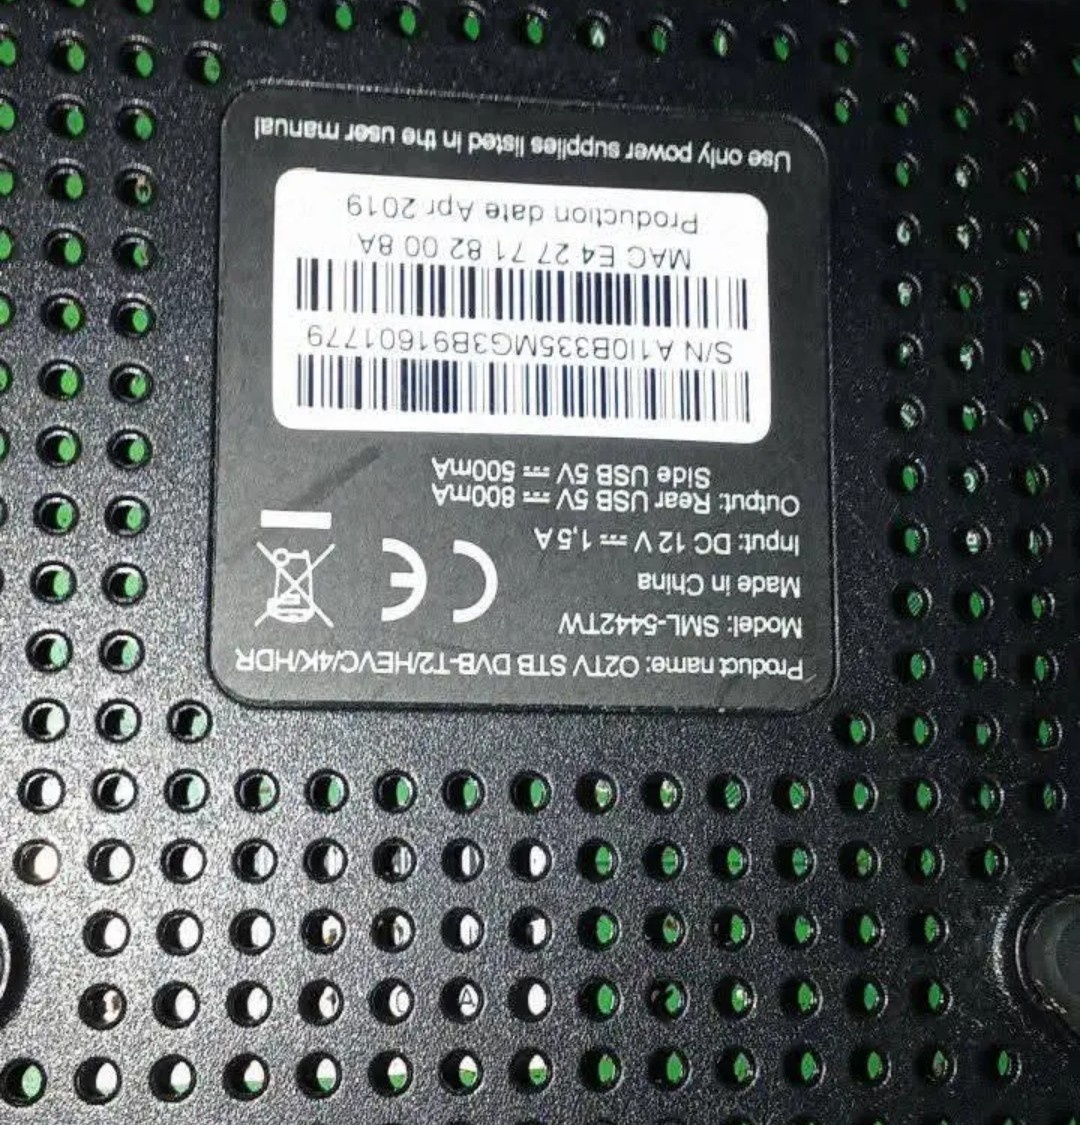 Product name: O2TV STB DVB-T2/HEVC/4K/HDR
Model: SML-5442TW
Made in China
Input: DC 12 V ⎓ 1,5 A
Output: Rear USB 5V ⎓ 800mA
Side USB 5V ⎓ 500mA
CE
S/N A110B335MG3B91601779
MAC E4 27 71 82 00 8A
Production date Apr 2019
Use only power supplies listed in the user manual